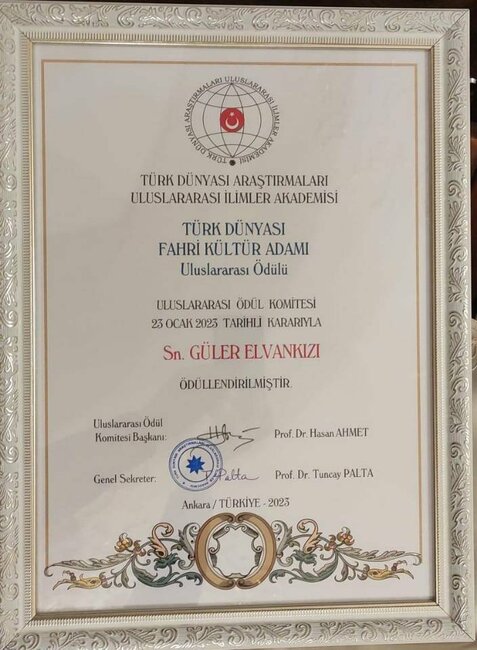 TÜRK DÜNYASI ARAŞTIRMALARI ULUSLARARASI İLİMLER AKADEMİSİ
TÜRK DÜNYASI ARAŞTIRMALARI
ULUSLARARASI İLİMLER AKADEMİSİ
TÜRK DÜNYASI
FAHRİ KÜLTÜR ADAMI
Uluslararası Ödülü
ULUSLARARASI ÖDÜL KOMİTESİ
23 OCAK 2023 TARİHLİ KARARIYLA
Sn. GÜLER ELVANKIZI
ÖDÜLLENDİRİLMİŞTİR.
Uluslararası Ödül
Komitesi Başkanı: Prof. Dr. Hasan AHMET
Genel Sekreter: Prof. Dr. Tuncay PALTA
Ankara / TÜRKİYE - 2023